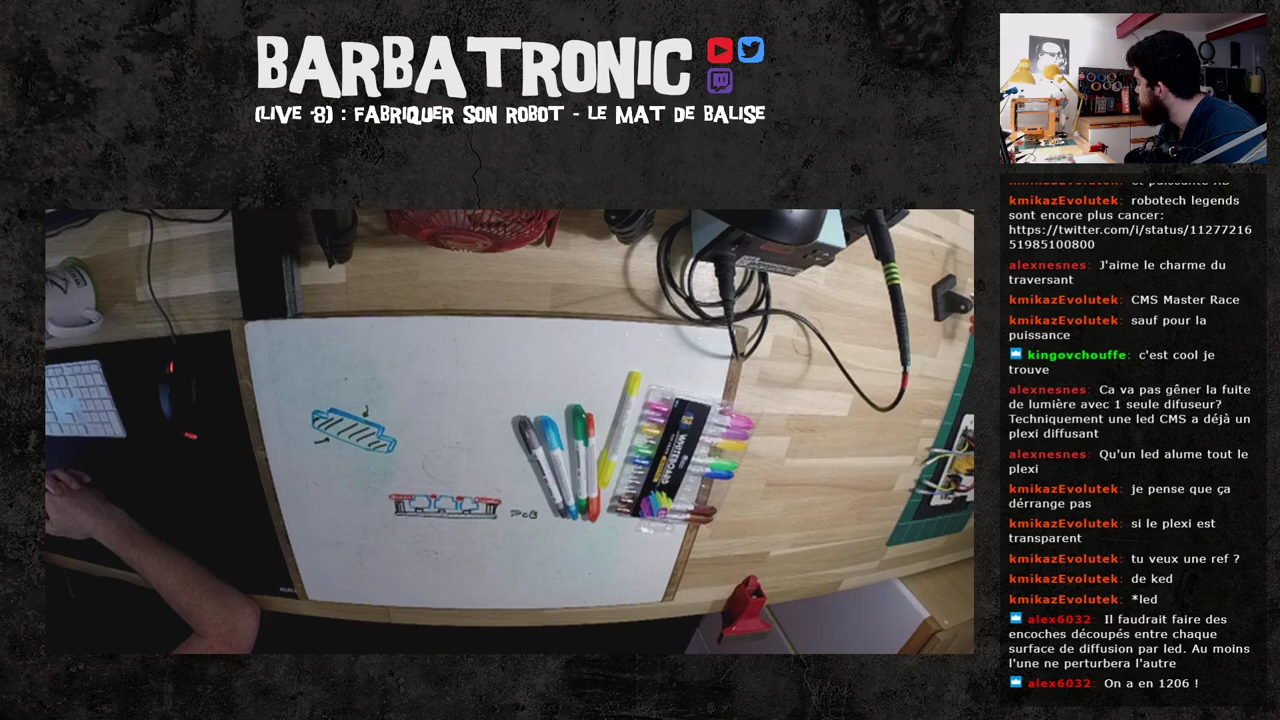 BARBATRONIC
(LIVE -8) : FABRIQUER SON ROBOT - LE MAT DE BALISE
kmikazEvolutek: robotech legends
sont encore plus cancer:
https://twitter.com/i/status/11277216
51985100800
alexnesnes: J'aime le charme du
traversant
kmikazEvolutek: CMS Master Race
kmikazEvolutek: sauf pour la
puissance
kingovchouffe: c'est cool je
trouve
alexnesnes: Ca va pas gêner la fuite
de lumière avec 1 seule difuseur?
Techniquement une led CMS a déjà un
plexi diffusant
alexnesnes: Qu'un led alume tout le
plexi
kmikazEvolutek: je pense que ça
dérrange pas
kmikazEvolutek: si le plexi est
transparent
kmikazEvolutek: tu veux une ref ?
kmikazEvolutek: de ked
kmikazEvolutek: *led
alex6032: Il faudrait faire des
encoches découpés entre chaque
surface de diffusion par led. Au moins
l'une ne perturbera l'autre
alex6032: On a en 1206 !
PCB
WHITEBOARD